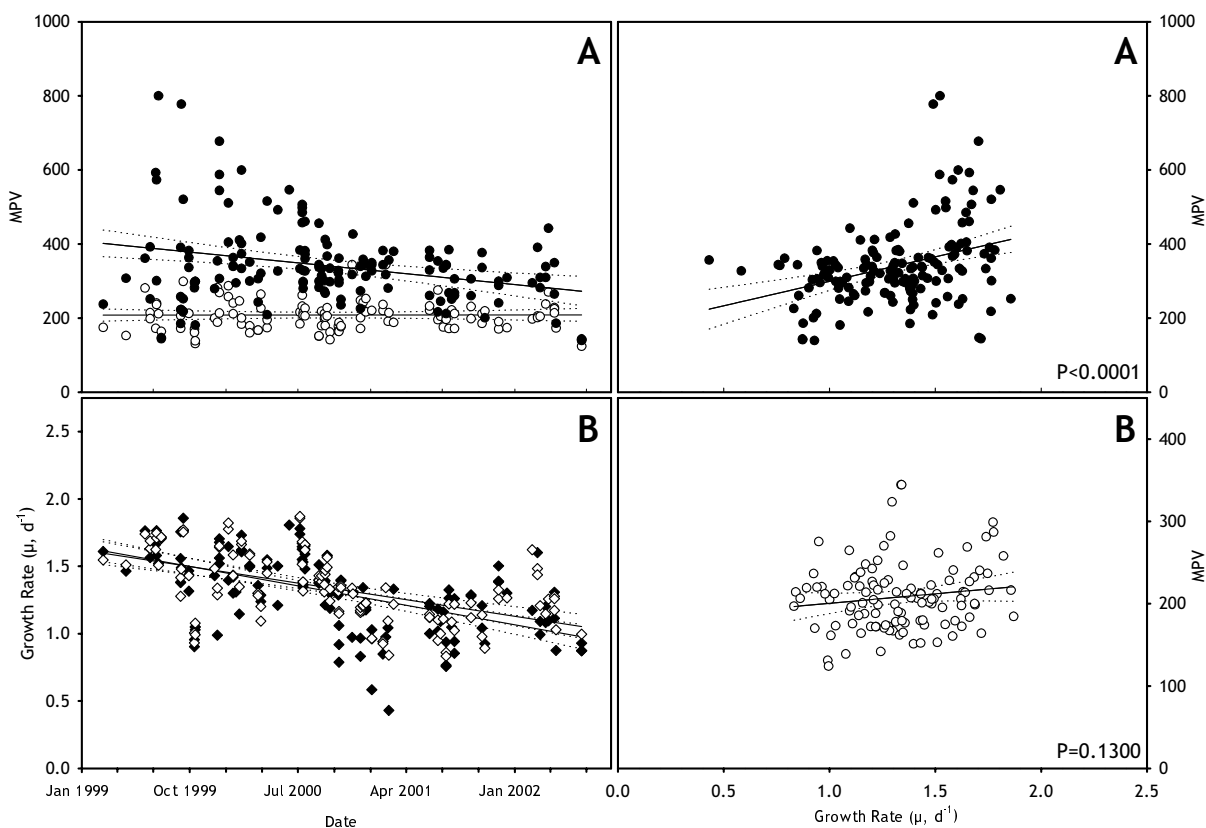 1000
800
600
400
200
0
MPV
A
A
1000
800
600
400
200
0
MPV
P<0.0001
2.5
2.0
1.5
1.0
0.5
0.0
Growth Rate (μ, d-1)
B
Jan 1999
Oct 1999
Jul 2000
Apr 2001
Jan 2002
Date
B
400
300
200
100
0
MPV
P=0.1300
0.0
0.5
1.0
1.5
2.0
2.5
Growth Rate (μ, d-1)